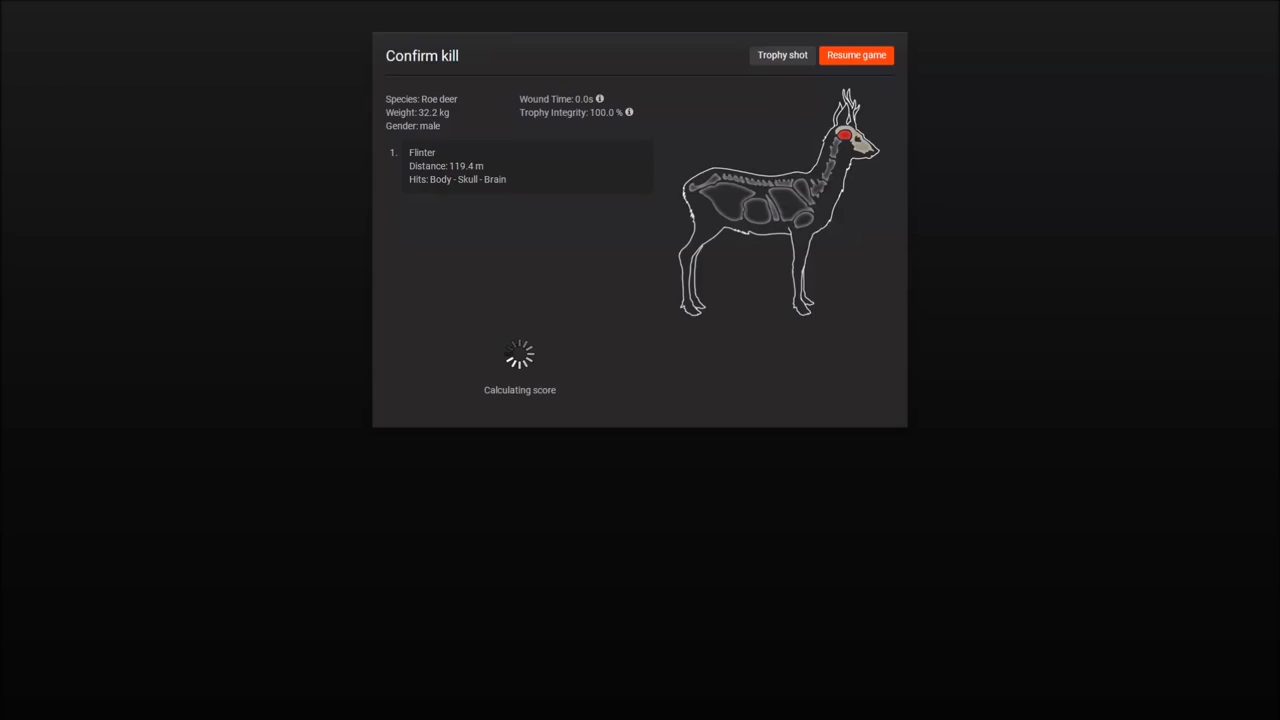 Confirm kill
Trophy shot
Resume game
Species: Roe deer
Weight: 32.2 kg
Gender: male
Wound Time: 0.0s
Trophy Integrity: 100.0 %
1. Flinter
Distance: 119.4 m
Hits: Body - Skull - Brain
Calculating score